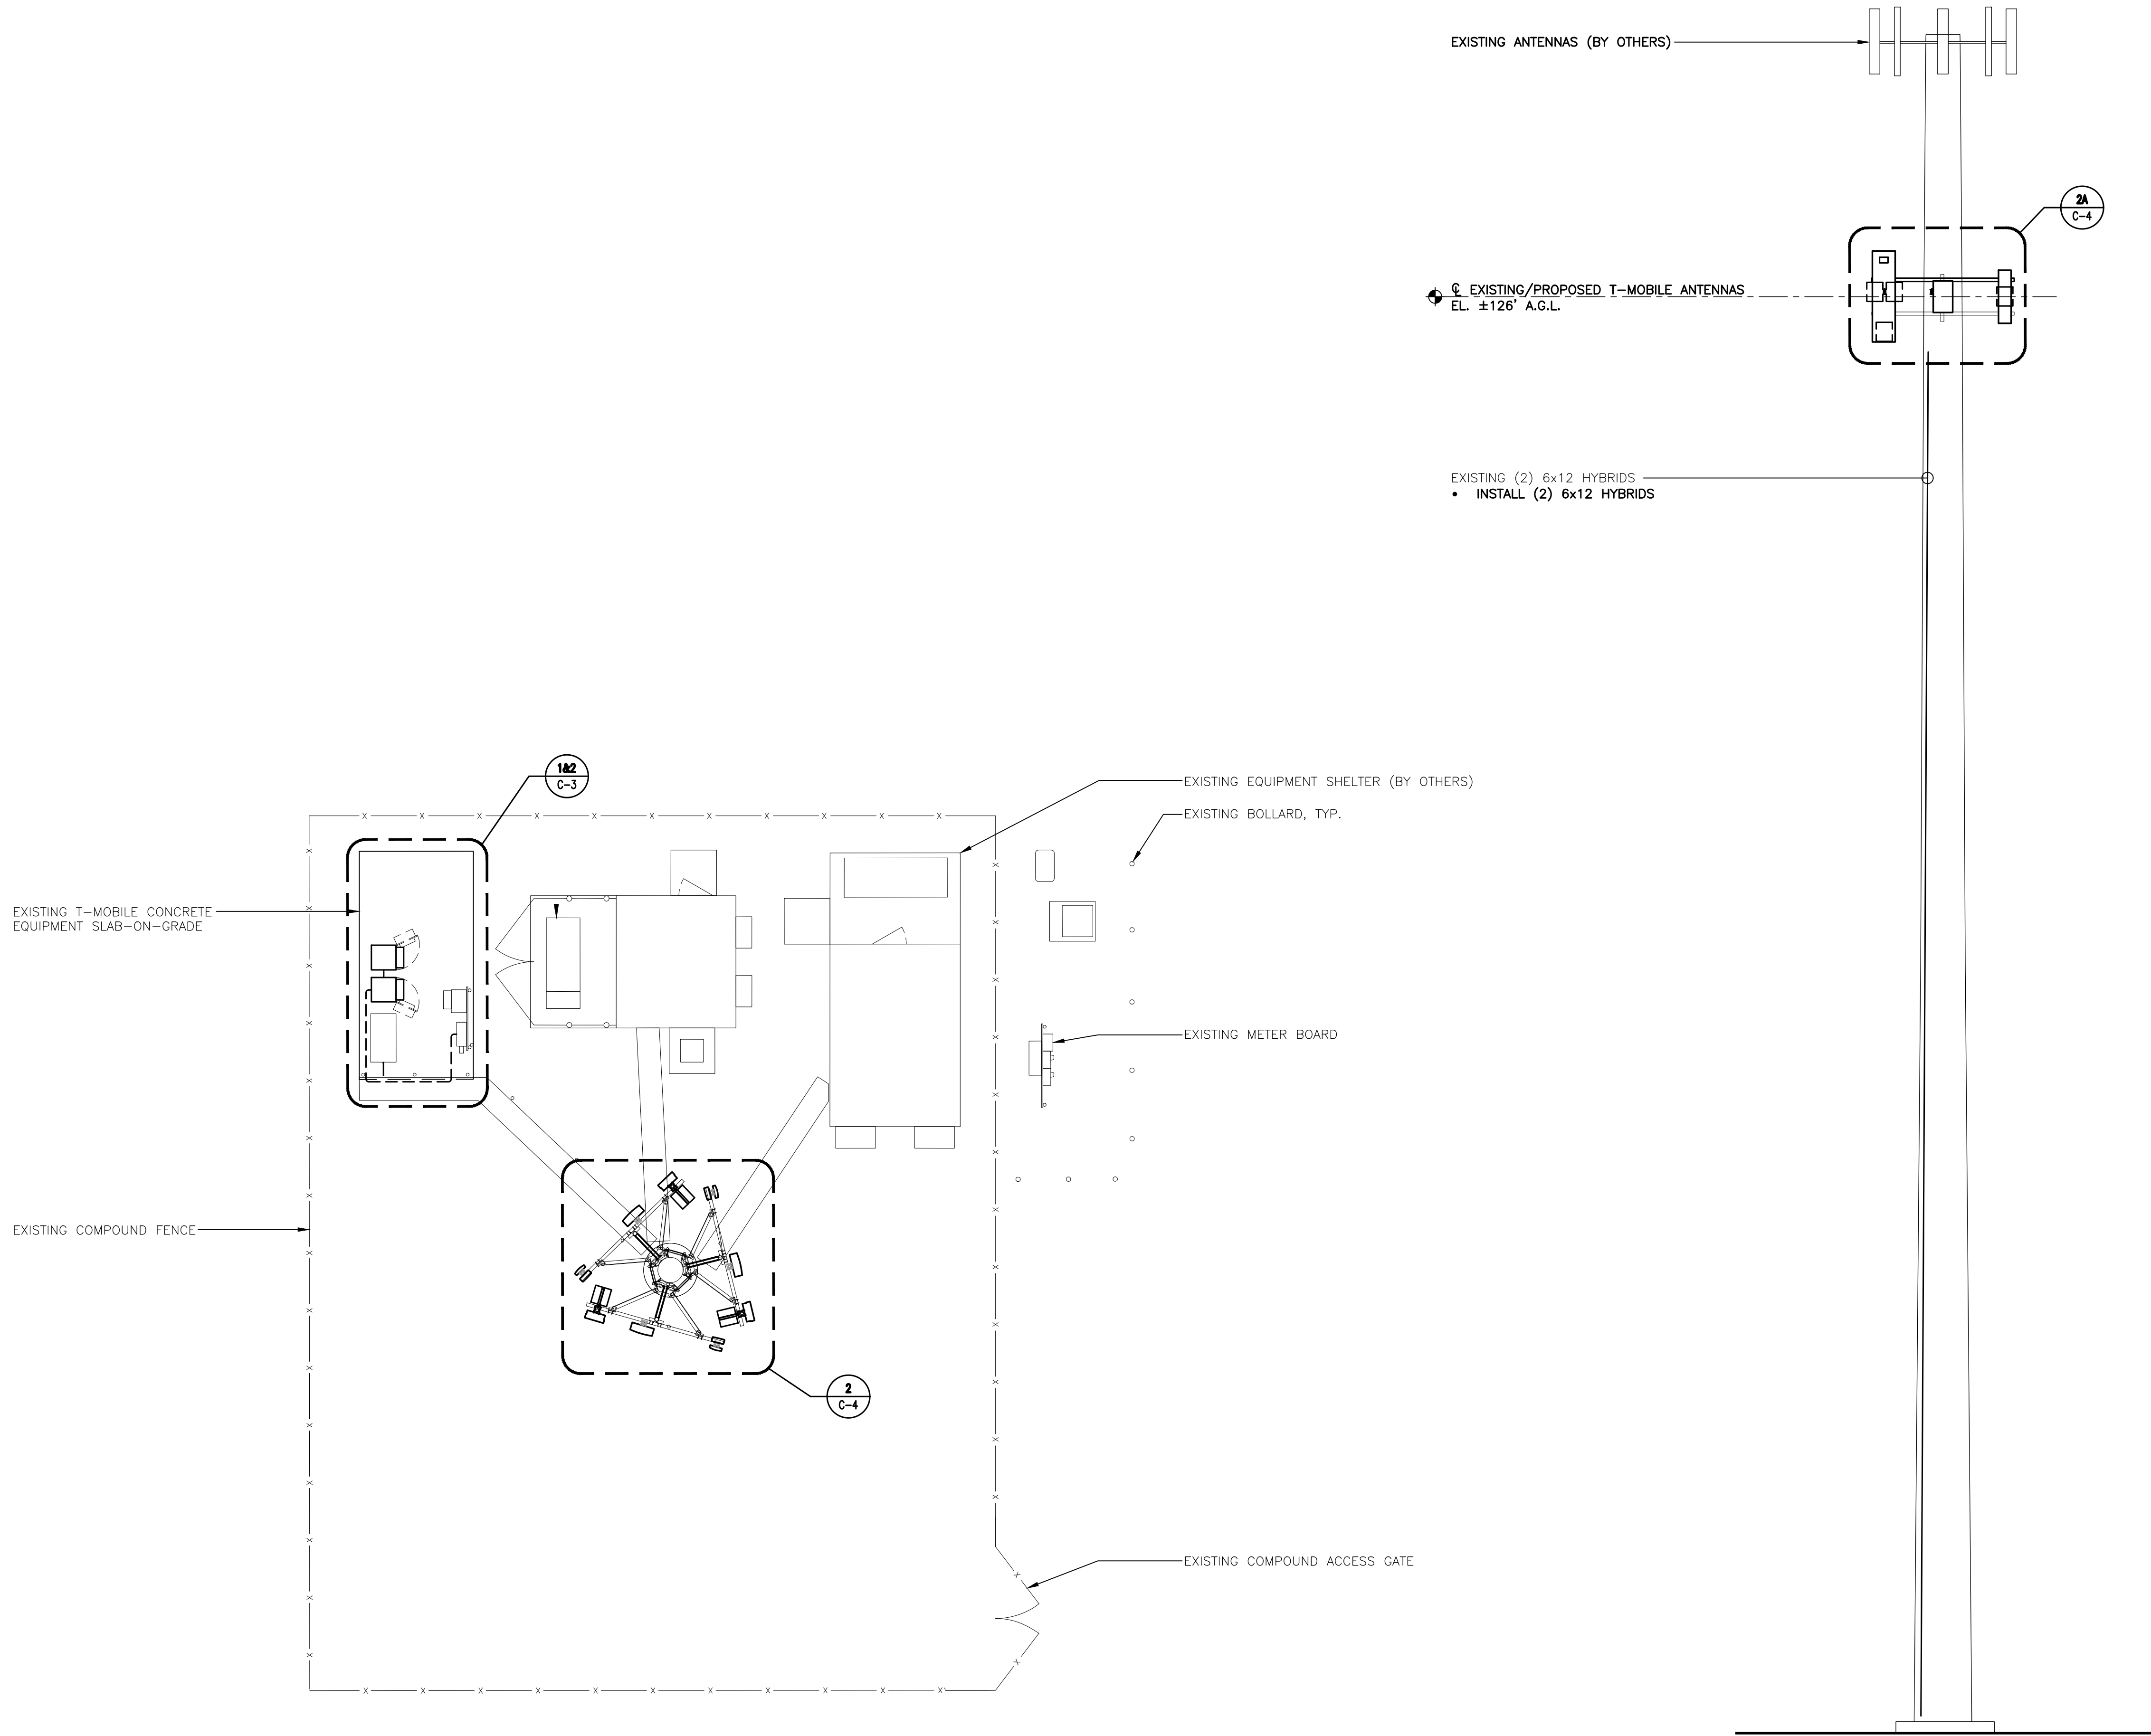 EXISTING ANTENNAS (BY OTHERS)
2A
C-4
℄ EXISTING/PROPOSED T-MOBILE ANTENNAS
EL. ±126' A.G.L.
EXISTING (2) 6x12 HYBRIDS
• INSTALL (2) 6x12 HYBRIDS
1&2
C-3
EXISTING EQUIPMENT SHELTER (BY OTHERS)
EXISTING BOLLARD, TYP.
EXISTING T-MOBILE CONCRETE
EQUIPMENT SLAB-ON-GRADE
EXISTING METER BOARD
EXISTING COMPOUND FENCE
2
C-4
EXISTING COMPOUND ACCESS GATE